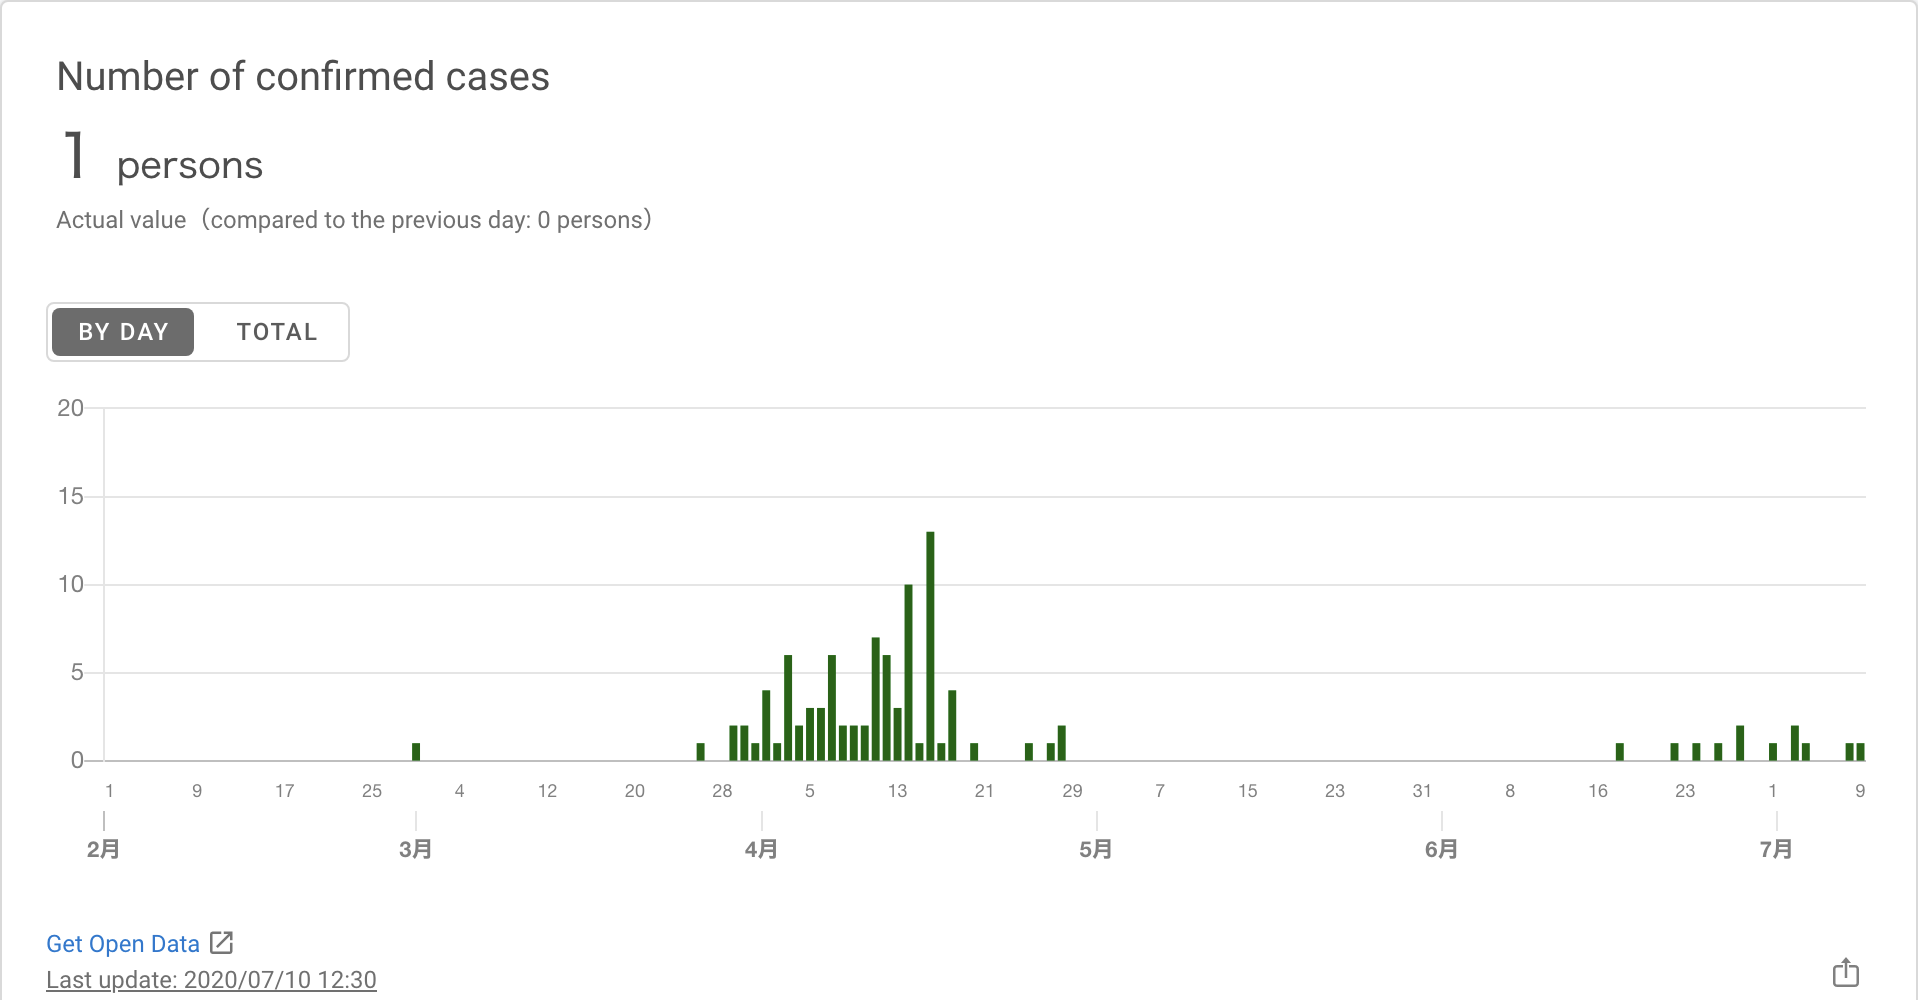 Number of confirmed cases
1 persons
Actual value（compared to the previous day: 0 persons）
BY DAY TOTAL
20
15
10
5
0
1 9 17 25 4 12 20 28 5 13 21 29 7 15 23 31 8 16 23 1 9
2月 3月 4月 5月 6月 7月
Get Open Data
Last update: 2020/07/10 12:30